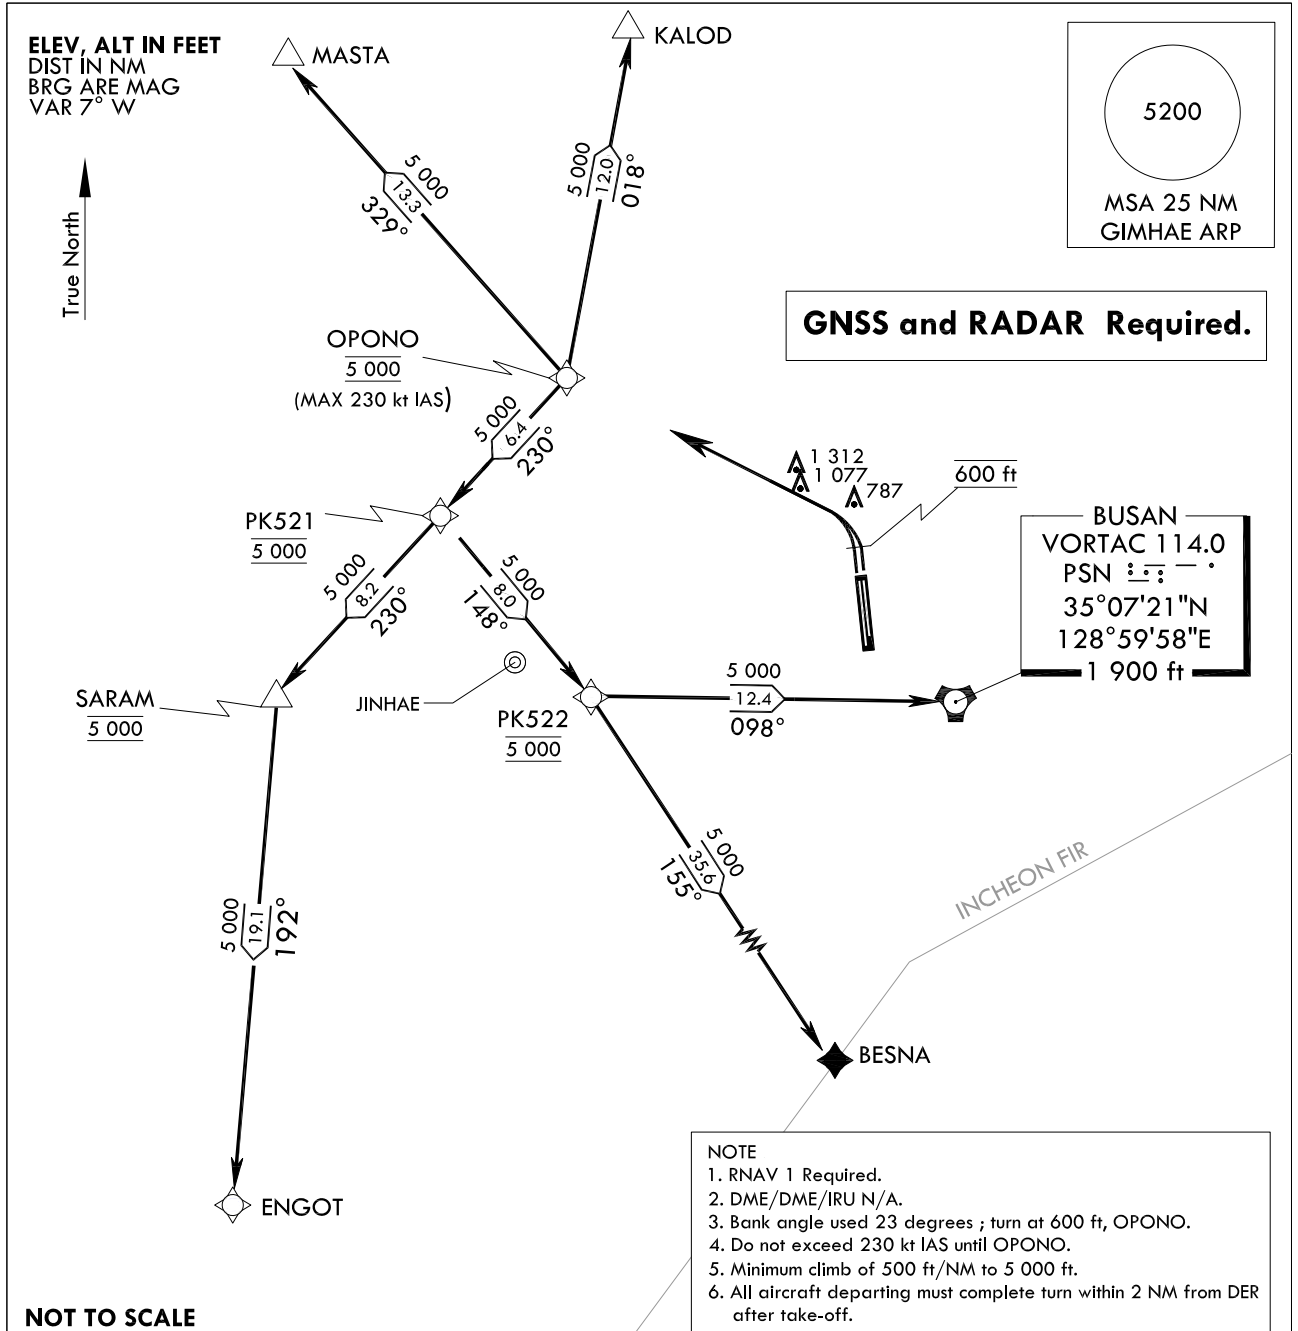 ELEV, ALT IN FEET
DIST IN NM
BRG ARE MAG
VAR 7° W
True North
MASTA
KALOD
5200
MSA 25 NM
GIMHAE ARP
5 000
13.3
329°
5 000
12.0
018°
GNSS and RADAR Required.
OPONO
5 000
(MAX 230 kt IAS)
5 000
6.4
230°
1 312
1 077
787
600 ft
PK521
5 000
BUSAN
VORTAC 114.0
PSN
35°07'21"N
128°59'58"E
1 900 ft
5 000
8.2
230°
5 000
8.0
148°
SARAM
5 000
JINHAE
PK522
5 000
5 000
12.4
098°
5 000
35.6
155°
INCHEON FIR
5 000
19.1
192°
BESNA
ENGOT
NOTE
1. RNAV 1 Required.
2. DME/DME/IRU N/A.
3. Bank angle used 23 degrees ; turn at 600 ft, OPONO.
4. Do not exceed 230 kt IAS until OPONO.
5. Minimum climb of 500 ft/NM to 5 000 ft.
6. All aircraft departing must complete turn within 2 NM from DER
after take-off.
NOT TO SCALE